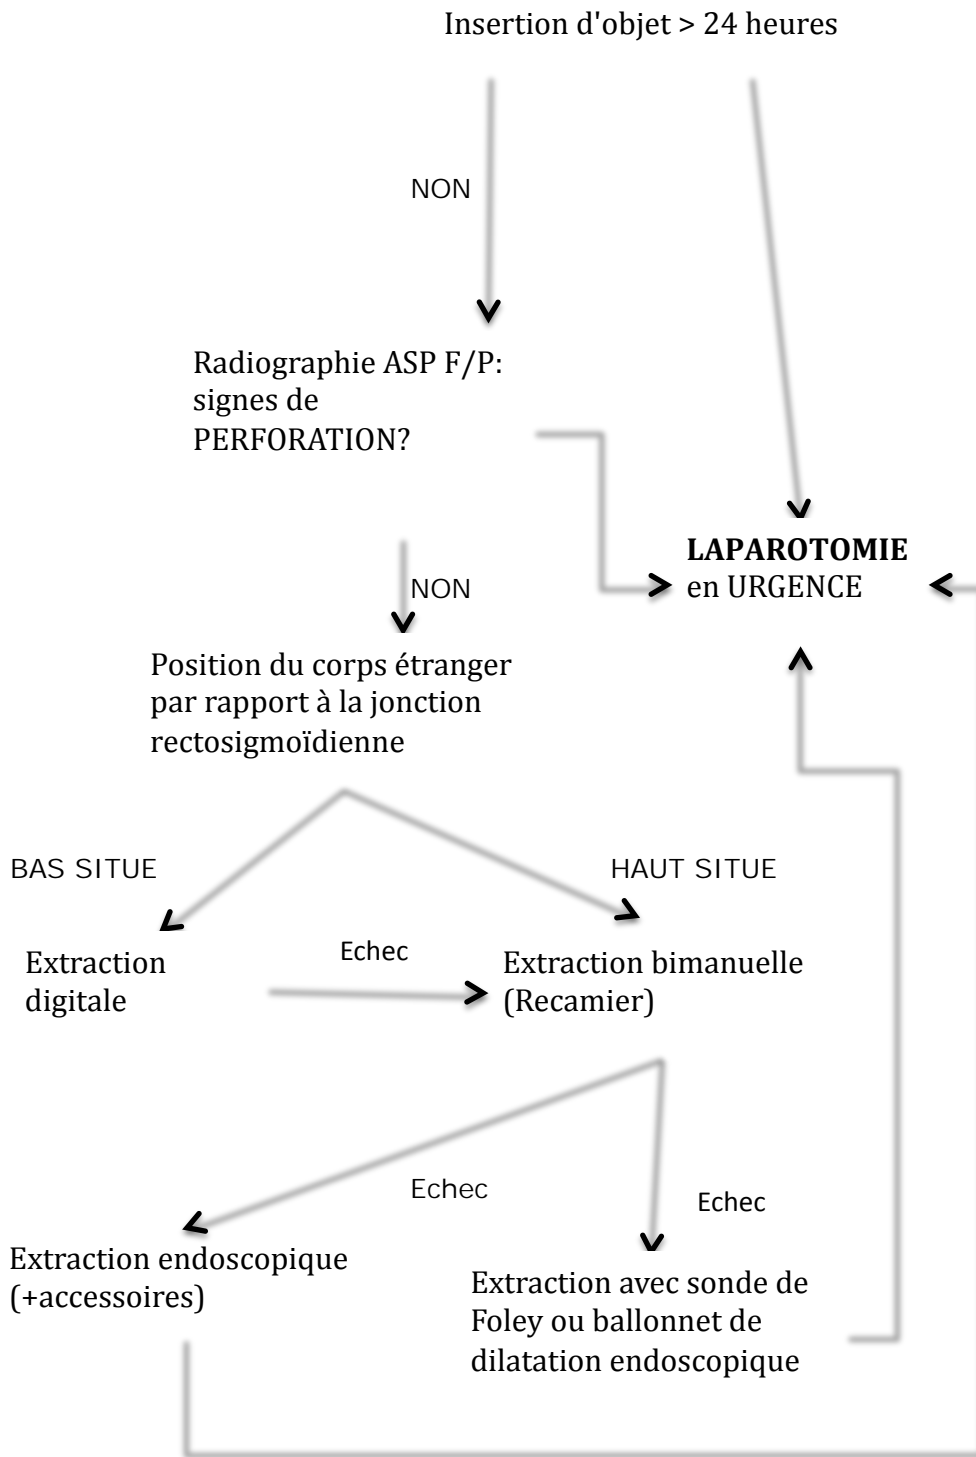 Insertion d'objet > 24 heures
NON
Radiographie ASP F/P:
signes de
PERFORATION?
LAPAROTOMIE
en URGENCE
NON
Position du corps étranger
par rapport à la jonction
rectosigmoïdienne
BAS SITUE
HAUT SITUE
Extraction
digitale
Echec
Extraction bimanuelle
(Recamier)
Echec
Echec
Extraction endoscopique
(+accessoires)
Extraction avec sonde de
Foley ou ballonnet de
dilatation endoscopique